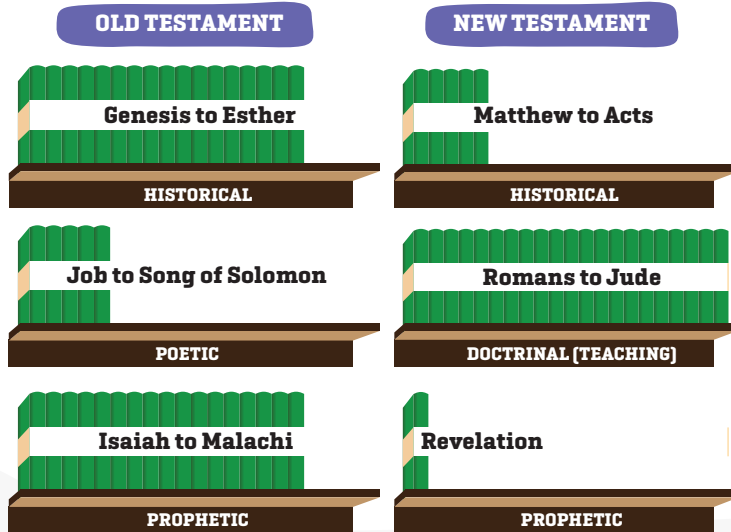 OLD TESTAMENT
Genesis to Esther
HISTORICAL
Job to Song of Solomon
POETIC
Isaiah to Malachi
PROPHETIC
NEW TESTAMENT
Matthew to Acts
HISTORICAL
Romans to Jude
DOCTRINAL (TEACHING)
Revelation
PROPHETIC